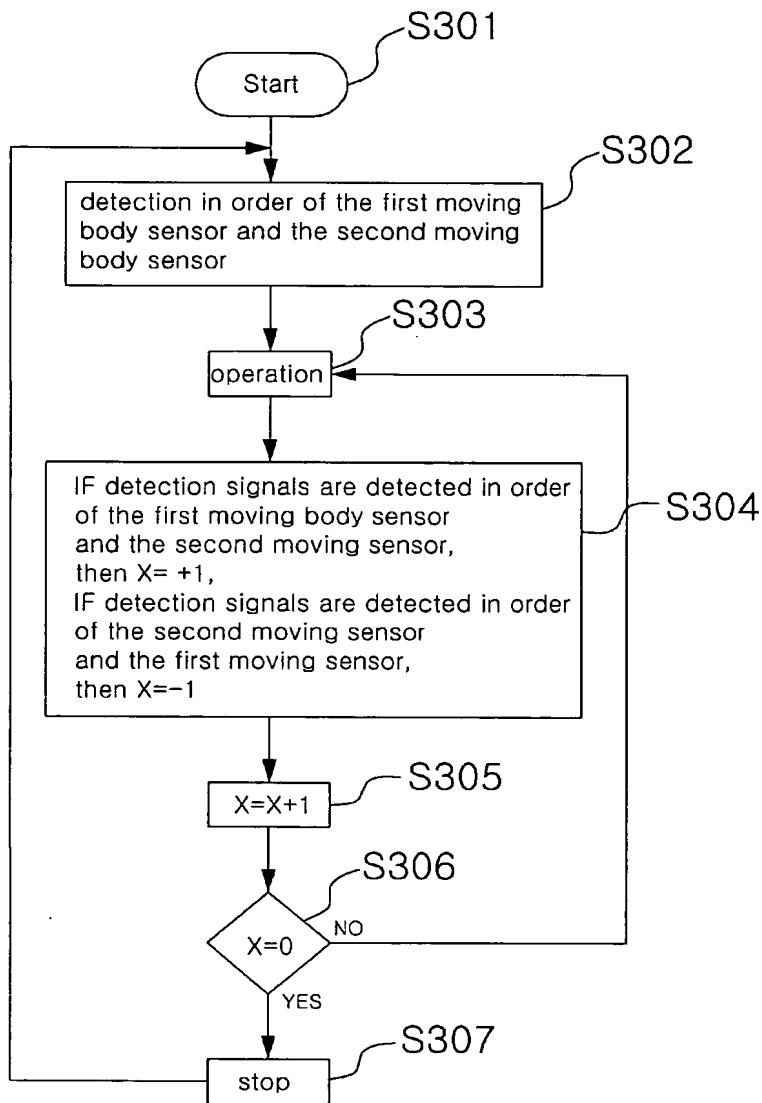 S301
Start
S302
detection in order of the first moving
body sensor and the second moving
body sensor
S303
operation
IF detection signals are detected in order
of the first moving body sensor
and the second moving sensor,
then X= +1,
IF detection signals are detected in order
of the second moving sensor
and the first moving sensor,
then X=-1
S304
X=X+1
S305
S306
X=0
NO
YES
S307
stop